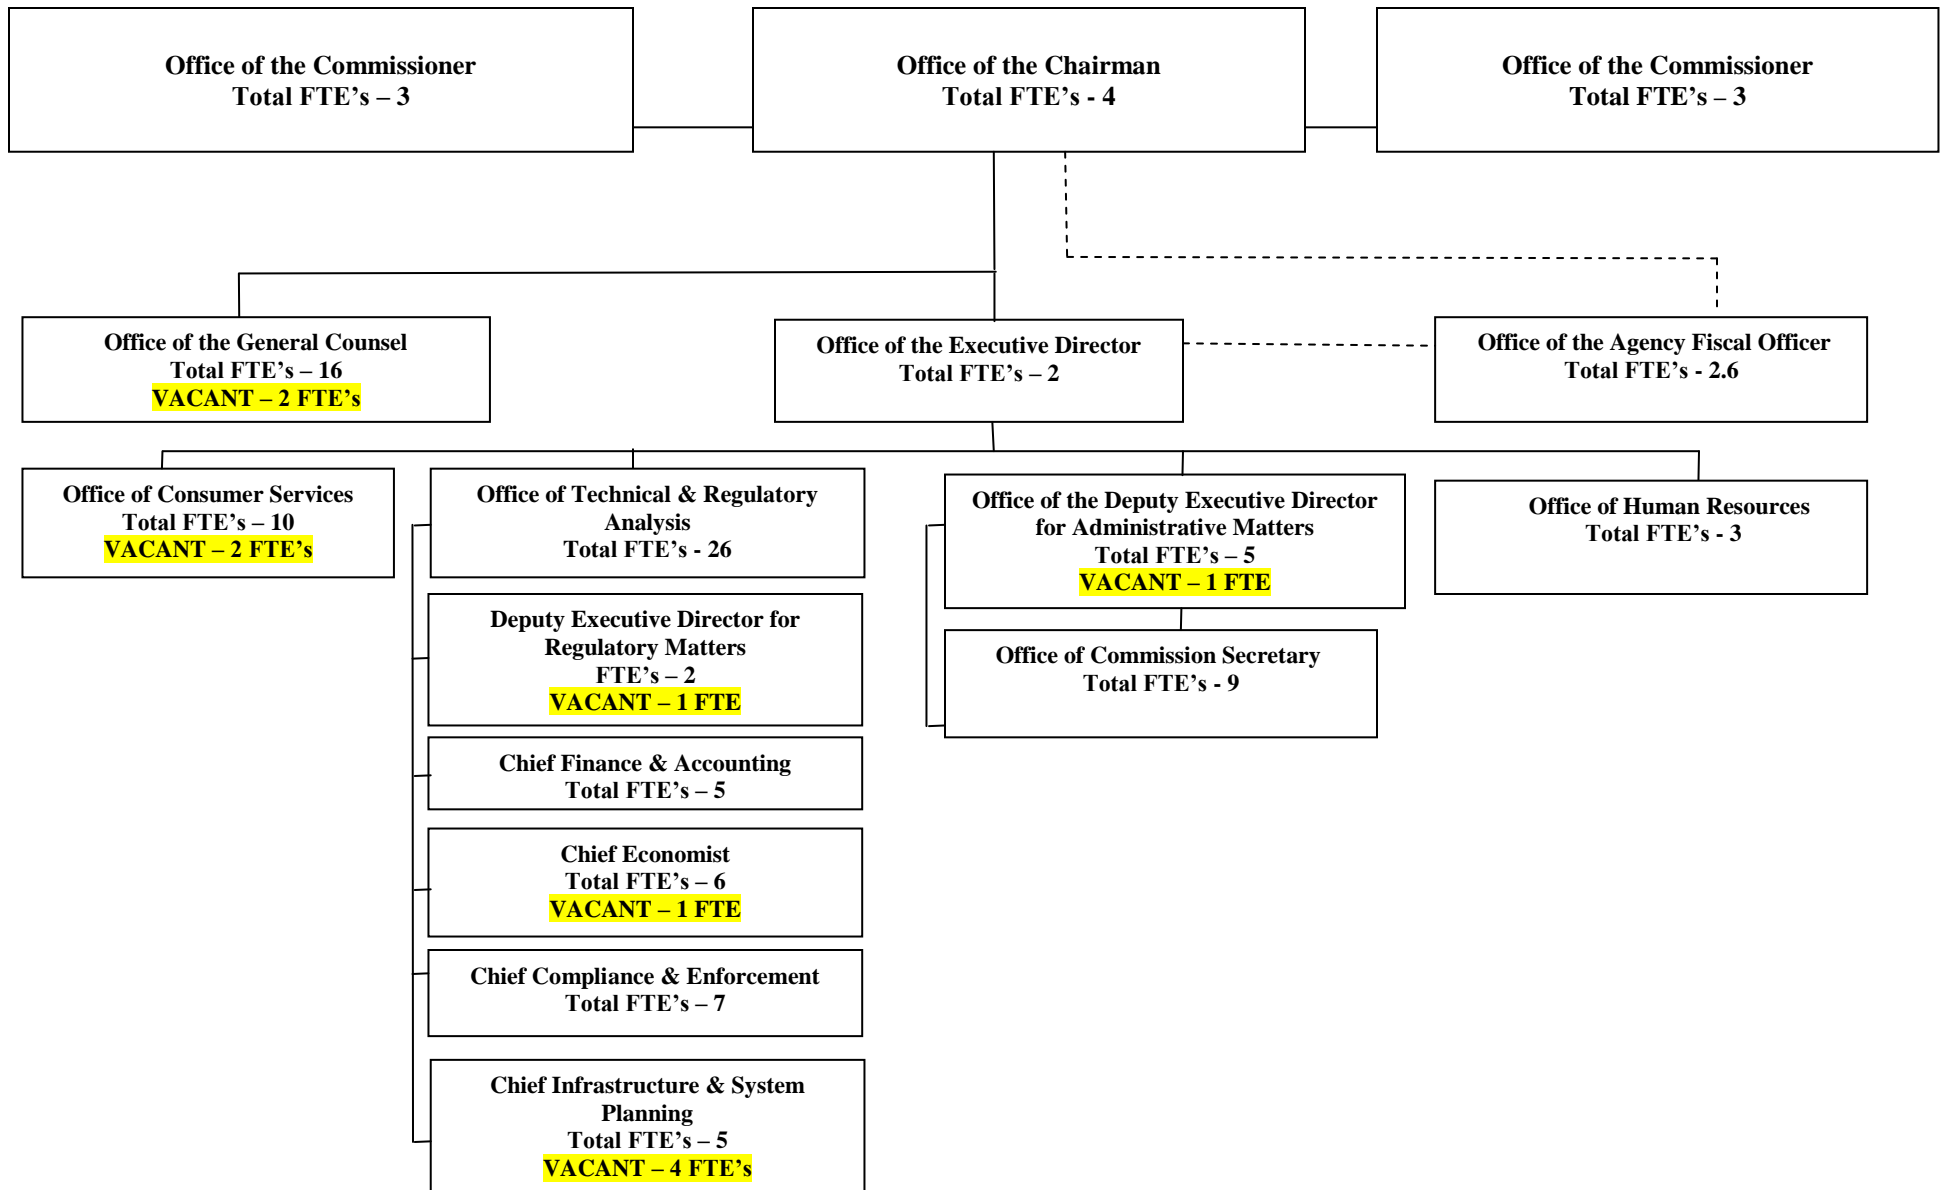 Office of the Commissioner
Total FTE’s – 3
Office of the Chairman
Total FTE’s - 4
Office of the Commissioner
Total FTE’s – 3
Office of the General Counsel
Total FTE’s – 16
VACANT – 2 FTE’s
Office of the Executive Director
Total FTE’s – 2
Office of the Agency Fiscal Officer
Total FTE’s - 2.6
Office of Consumer Services
Total FTE’s – 10
VACANT – 2 FTE’s
Office of Technical & Regulatory
Analysis
Total FTE’s - 26
Deputy Executive Director for
Regulatory Matters
FTE’s – 2
VACANT – 1 FTE
Chief Finance & Accounting
Total FTE’s – 5
Chief Economist
Total FTE’s – 6
VACANT – 1 FTE
Chief Compliance & Enforcement
Total FTE’s – 7
Chief Infrastructure & System
Planning
Total FTE’s – 5
VACANT – 4 FTE’s
Office of the Deputy Executive Director
for Administrative Matters
Total FTE’s – 5
VACANT – 1 FTE
Office of Commission Secretary
Total FTE’s - 9
Office of Human Resources
Total FTE’s - 3